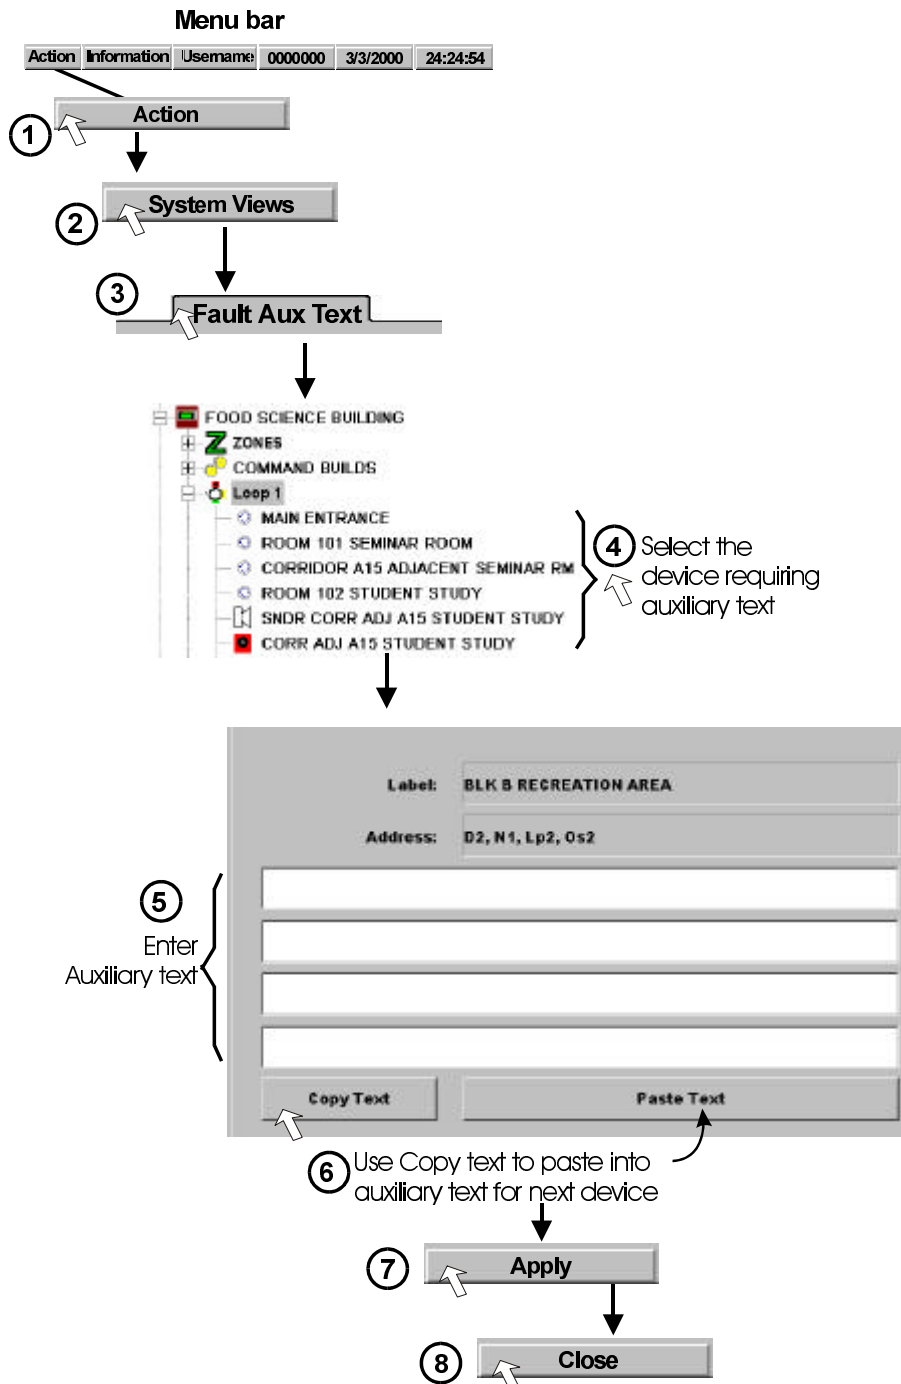 Menu bar
Action Information Username 0000000 3/3/2000 24:24:54
1 Action
2 System Views
3 Fault Aux Text
FOOD SCIENCE BUILDING
Z ZONES
COMMAND BUILDS
Loop 1
MAIN ENTRANCE
ROOM 101 SEMINAR ROOM
CORRIDOR A15 ADJACENT SEMINAR RM
ROOM 102 STUDENT STUDY
SNDR CORR ADJ A15 STUDENT STUDY
CORR ADJ A15 STUDENT STUDY
4 Select the
device requiring
auxiliary text
Label: BLK B RECREATION AREA
Address: D2, N1, Lp2, Os2
5
Enter
Auxiliary text
Copy Text Paste Text
6 Use Copy text to paste into
auxiliary text for next device
7 Apply
8 Close